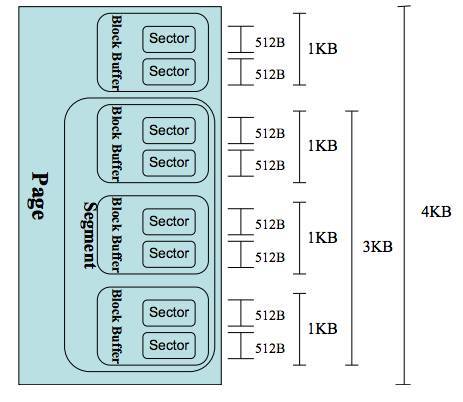 Page
Segment
Block Buffer
Sector
512B
Sector
512B
1KB
Block Buffer
Sector
512B
Sector
512B
1KB
Block Buffer
Sector
512B
Sector
512B
1KB
Block Buffer
Sector
512B
Sector
512B
1KB
3KB
4KB